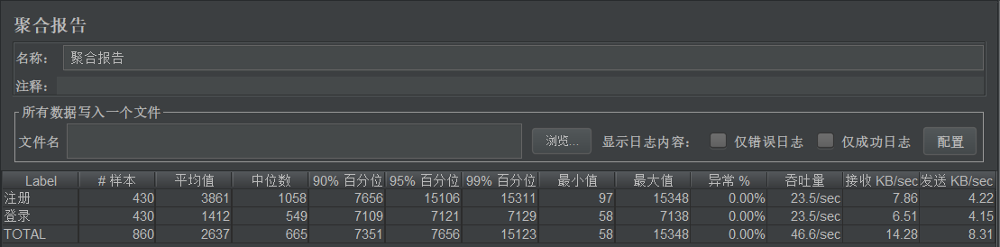 聚合报告
名称： 聚合报告
注释：
所有数据写入一个文件
文件名 浏览... 显示日志内容： 仅错误日志 仅成功日志 配置
Label # 样本 平均值 中位数 90% 百分位 95% 百分位 99% 百分位 最小值 最大值 异常 % 吞吐量 接收 KB/sec 发送 KB/sec
注册 430 3861 1058 7656 15106 15311 97 15348 0.00% 23.5/sec 7.86 4.22
登录 430 1412 549 7109 7121 7129 58 7138 0.00% 23.5/sec 6.51 4.15
TOTAL 860 2637 665 7351 7656 15123 58 15348 0.00% 46.6/sec 14.28 8.31